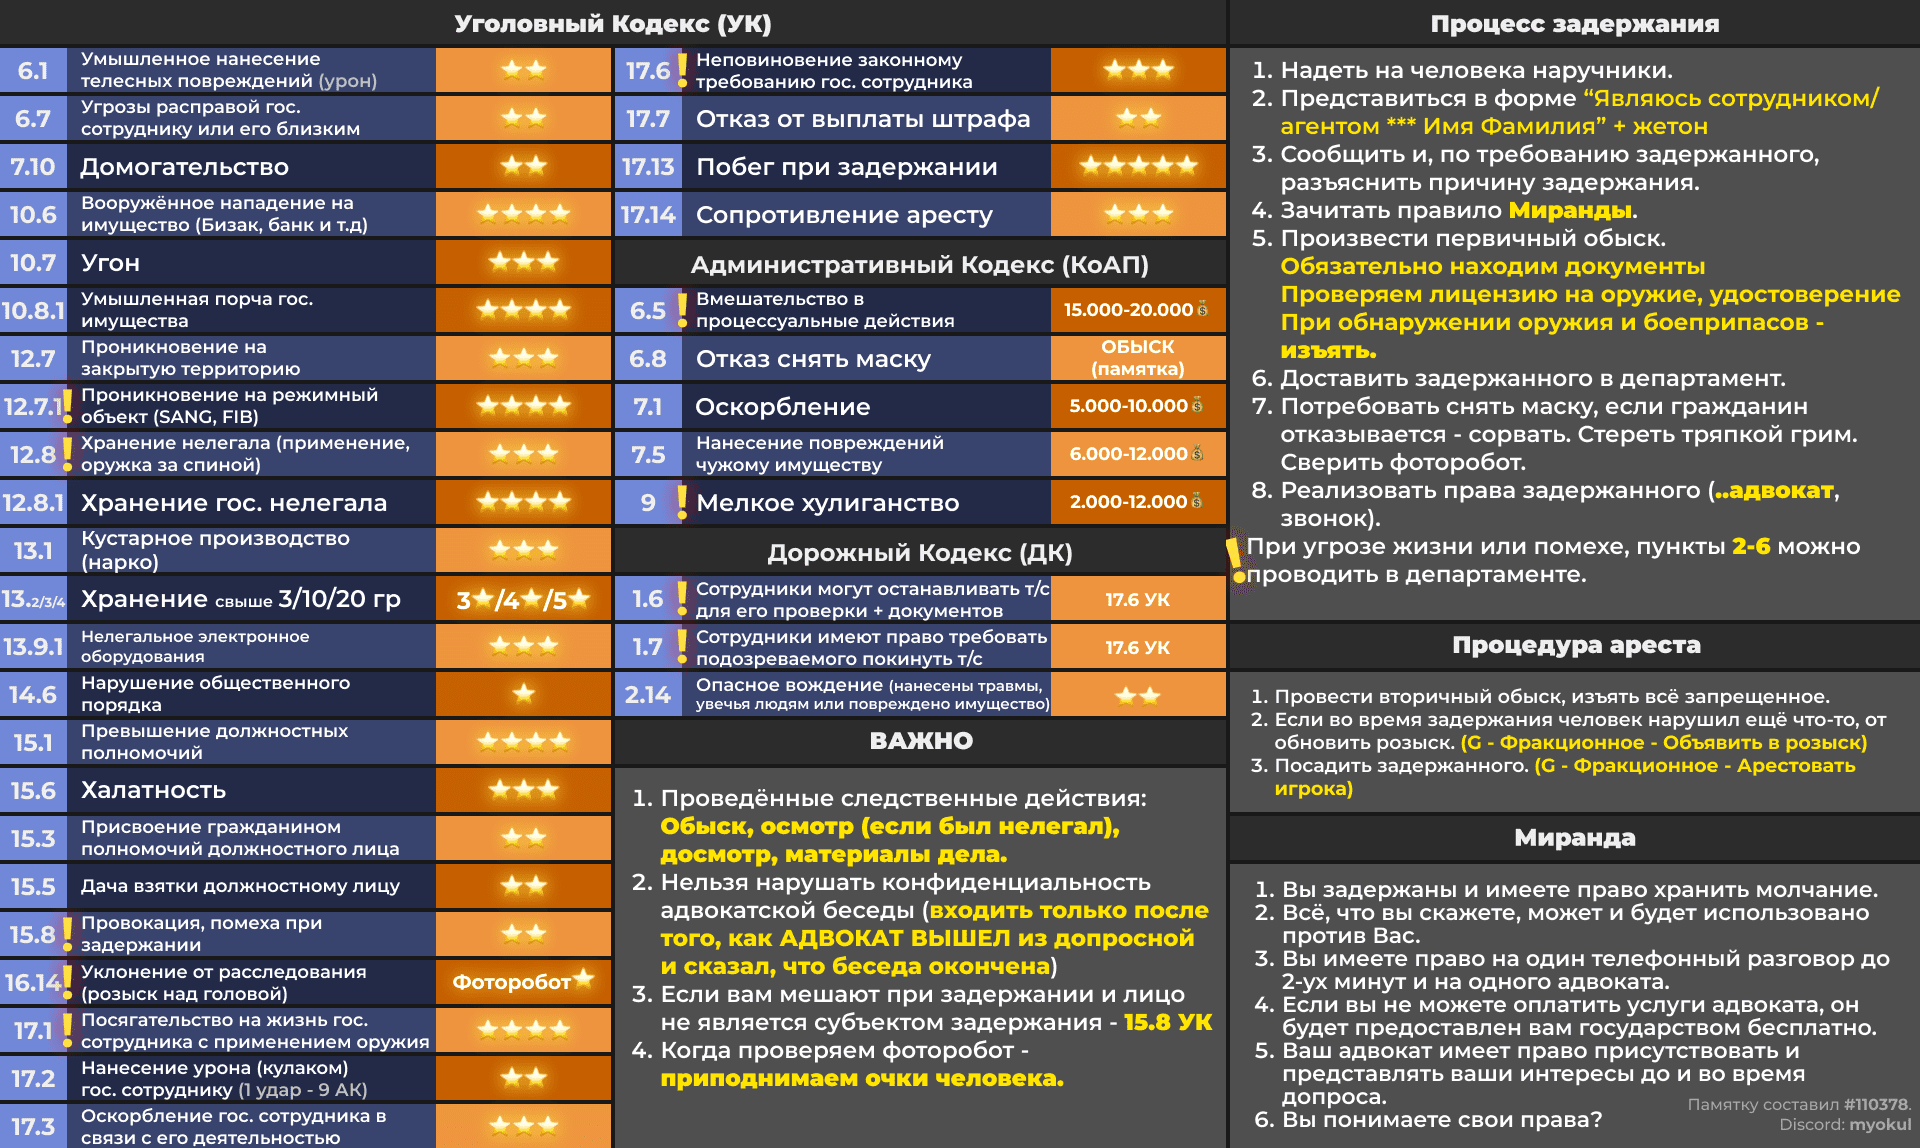 Уголовный Кодекс (УК)
6.1
Умышленное нанесение
телесных повреждений (урон)
6.7
Угрозы расправой гос.
сотруднику или его близким
7.10
Домогательство
10.6
Вооружённое нападение на
имущество (Бизак, банк и т.д)
10.7
Угон
10.8.1
Умышленная порча гос.
имущества
12.7
Проникновение на
закрытую территорию
12.7.1
Проникновение на режимный
объект (SANG, FIB)
12.8
Хранение нелегала (применение,
оружка за спиной)
12.8.1
Хранение гос. нелегала
13.1
Кустарное производство
(нарко)
13.2/3/4
Хранение свыше 3/10/20 гр
3⭐/4⭐/5⭐
13.9.1
Нелегальное электронное
оборудования
14.6
Нарушение общественного
порядка
15.1
Превышение должностных
полномочий
15.6
Халатность
15.3
Присвоение гражданином
полномочий должностного лица
15.5
Дача взятки должностному лицу
15.8
Провокация, помеха при
задержании
16.14
Уклонение от расследования
(розыск над головой)
Фоторобот
17.1
Посягательство на жизнь гос.
сотрудника с применением оружия
17.2
Нанесение урона (кулаком)
гос. сотруднику (1 удар - 9 АК)
17.3
Оскорбление гос. сотрудника в
связи с его деятельностью
17.6
Неповиновение законному
требованию гос. сотрудника
17.7
Отказ от выплаты штрафа
17.13
Побег при задержании
17.14
Сопротивление аресту
Административный Кодекс (КоАП)
6.5
Вмешательство в
процессуальные действия
15.000-20.000
6.8
Отказ снять маску
ОБЫСК
(памятка)
7.1
Оскорбление
5.000-10.000
7.5
Нанесение повреждений
чужому имуществу
6.000-12.000
9
Мелкое хулиганство
2.000-12.000
Дорожный Кодекс (ДК)
1.6
Сотрудники могут останавливать т/с
для его проверки + документов
17.6 УК
1.7
Сотрудники имеют право требовать
подозреваемого покинуть т/с
17.6 УК
2.14
Опасное вождение (нанесены травмы,
увечья людям или повреждено имущество)
ВАЖНО
1. Проведённые следственные действия:
Обыск, осмотр (если был нелегал),
досмотр, материалы дела.
2. Нельзя нарушать конфиденциальность
адвокатской беседы (входить только после
того, как АДВОКАТ ВЫШЕЛ из допросной
и сказал, что беседа окончена)
3. Если вам мешают при задержании и лицо
не является субъектом задержания - 15.8 УК
4. Когда проверяем фоторобот -
приподнимаем очки человека.
Процесс задержания
1. Надеть на человека наручники.
2. Представиться в форме “Являюсь сотрудником/
агентом *** Имя Фамилия” + жетон
3. Сообщить и, по требованию задержанного,
разъяснить причину задержания.
4. Зачитать правило Миранды.
5. Произвести первичный обыск.
Обязательно находим документы
Проверяем лицензию на оружие, удостоверение
При обнаружении оружия и боеприпасов -
изъять.
6. Доставить задержанного в департамент.
7. Потребовать снять маску, если гражданин
отказывается - сорвать. Стереть тряпкой грим.
Сверить фоторобот.
8. Реализовать права задержанного (..адвокат,
звонок).
При угрозе жизни или помехе, пункты 2-6 можно
проводить в департаменте.
Процедура ареста
1. Провести вторичный обыск, изъять всё запрещенное.
2. Если во время задержания человек нарушил ещё что-то, от
обновить розыск. (G - Фракционное - Объявить в розыск)
3. Посадить задержанного. (G - Фракционное - Арестовать
игрока)
Миранда
1. Вы задержаны и имеете право хранить молчание.
2. Всё, что вы скажете, может и будет использовано
против Вас.
3. Вы имеете право на один телефонный разговор до
2-ух минут и на одного адвоката.
4. Если вы не можете оплатить услуги адвоката, он
будет предоставлен вам государством бесплатно.
5. Ваш адвокат имеет право присутствовать и
представлять ваши интересы до и во время
допроса.
6. Вы понимаете свои права?
Памятку составил #110378.
Discord: myokul